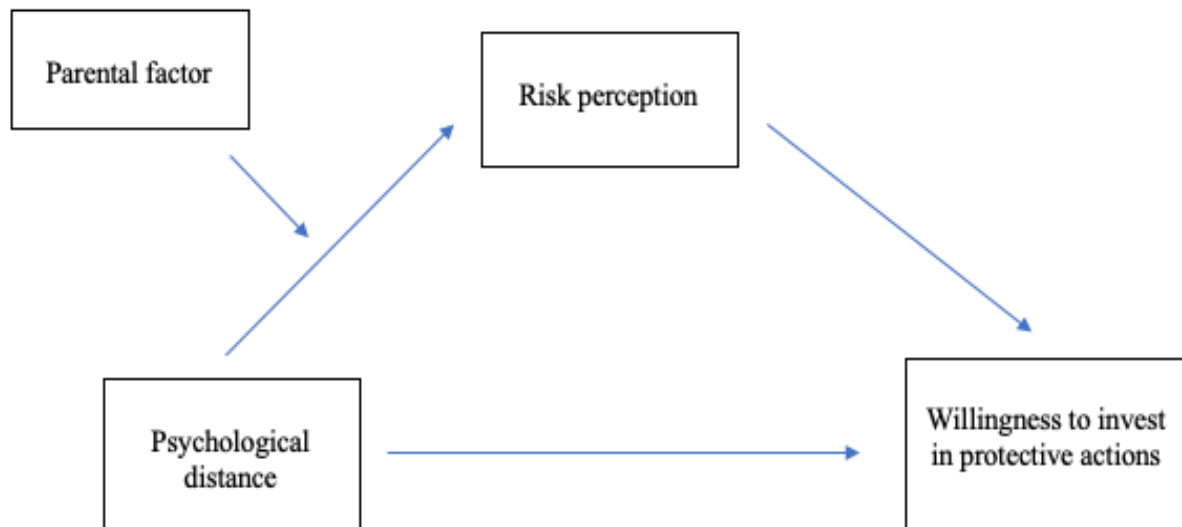 Parental factor
Risk perception
Psychological
distance
Willingness to invest
in protective actions